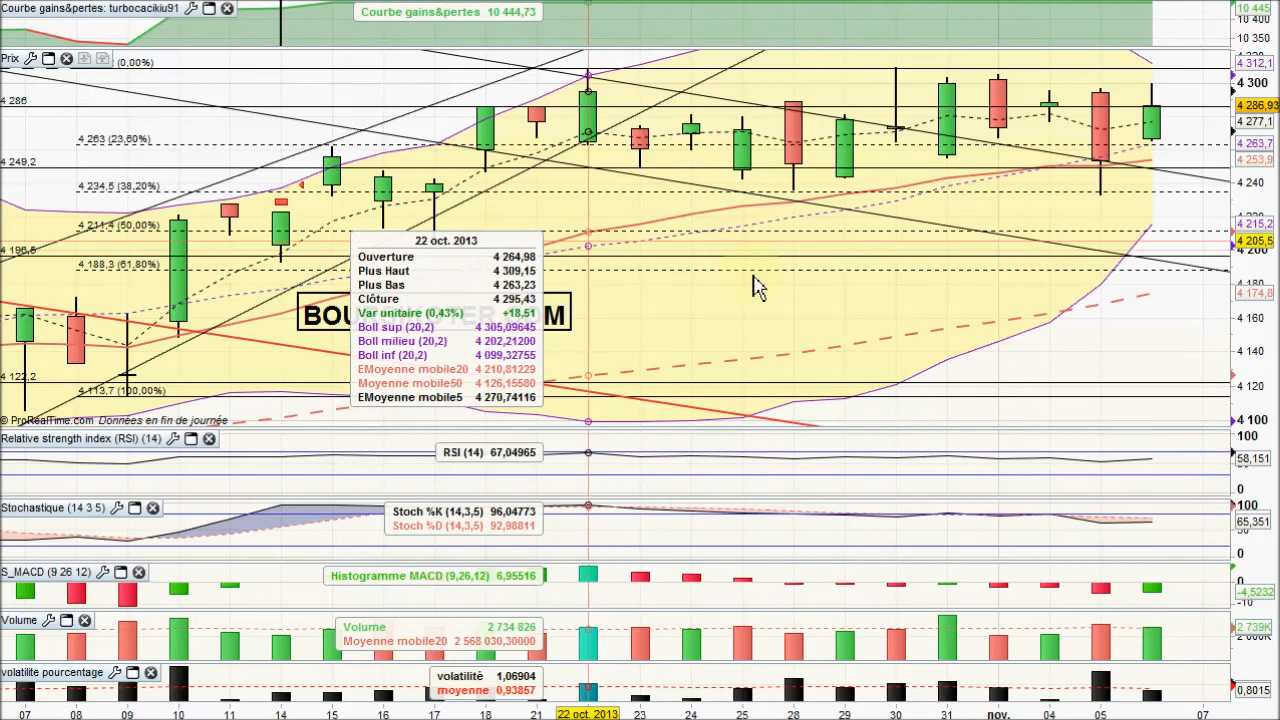 Courbe gains&pertes: turbocacikiu91
Courbe gains&pertes 10 444,73
10 445
10 400
10 350
Prix
(0,00%)
4 312,1
4 300
4 286
4 286,93
4 277,1
4 263 (23,60%)
4 263,7
4 249,2
4 253,9
4 234,5 (38,20%)
4 240
4 211,4 (50,00%)
4 215,2
4 205,5
4 196,5
4 188,3 (61,80%)
4 180
4 174,8
4 160
4 140
4 122,2
4 120
4 113,7 (100,00%)
4 100
22 oct. 2013
Ouverture 4 264,98
Plus Haut 4 309,15
Plus Bas 4 263,23
Clôture 4 295,43
Var unitaire (0,43%) +18,51
Boll sup (20,2) 4 305,09645
Boll milieu (20,2) 4 202,21200
Boll inf (20,2) 4 099,32755
EMoyenne mobile20 4 210,81229
Moyenne mobile50 4 126,15580
EMoyenne mobile5 4 270,74116
© ProRealTime.com Données en fin de journée
Relative strength index (RSI) (14)
RSI (14) 67,04965
100
58,151
0
Stochastique (14 3 5)
Stoch %K (14,3,5) 96,04773
Stoch %D (14,3,5) 92,98811
100
65,351
0
S_MACD (9 26 12)
Histogramme MACD (9,26,12) 6,95516
0
-4,5232
-10
Volume
Volume 2 734 826
Moyenne mobile20 2 568 030,30000
2 739K
2 000K
volatilite pourcentage
volatilité 1,06904
moyenne 0,93857
0,8015
07 08 09 10 11 14 15 16 17 18 21 22 oct. 2013 23 24 25 28 29 30 31 nov. 04 05 07